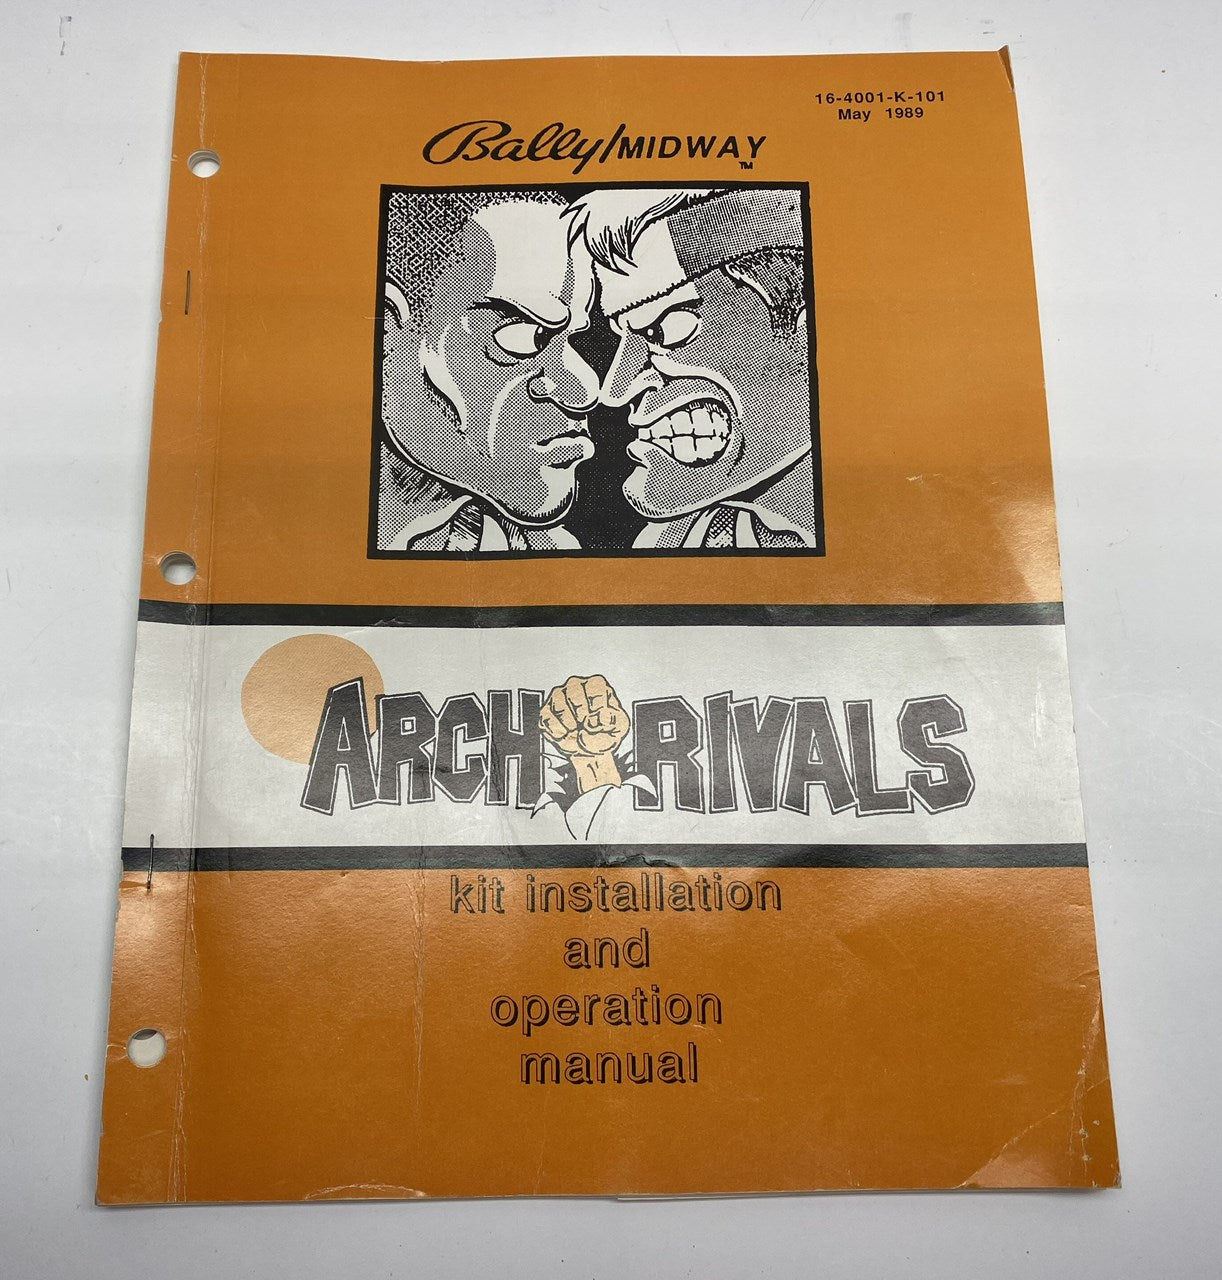 16-4001-K-101
May 1989
Bally/MIDWAY
TM
ARCH RIVALS
kit installation
and
operation
manual